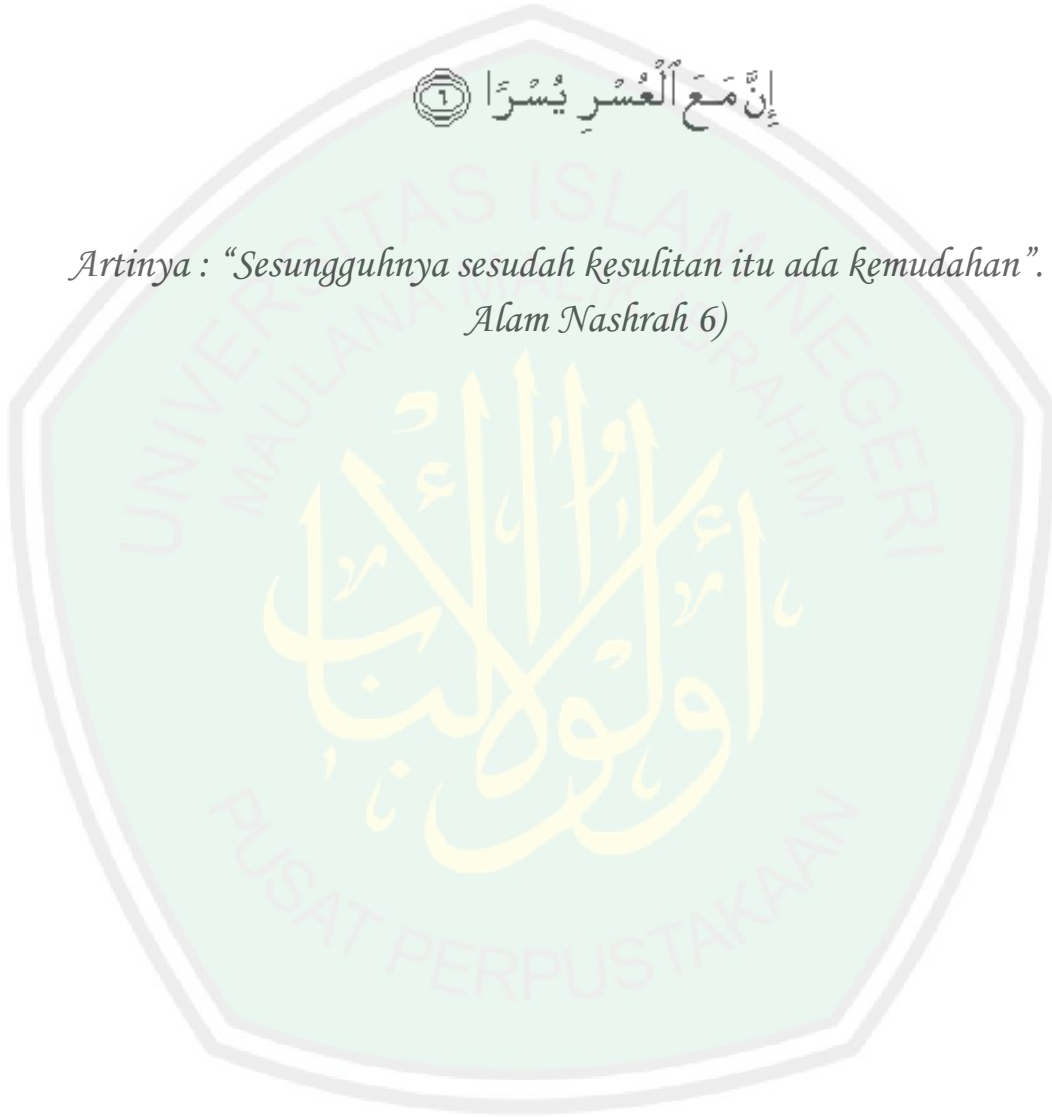 إِنَّ مَعَ ٱلْعُسْرِ يُسْرًا ۝٦
Artinya : “Sesungguhnya sesudah kesulitan itu ada kemudahan”.
Alam Nashrah 6)
UNIVERSITAS ISLAM NEGERI
MAULANA MALIK IBRAHIM
أولوا الألباب
PUSAT PERPUSTAKAAN